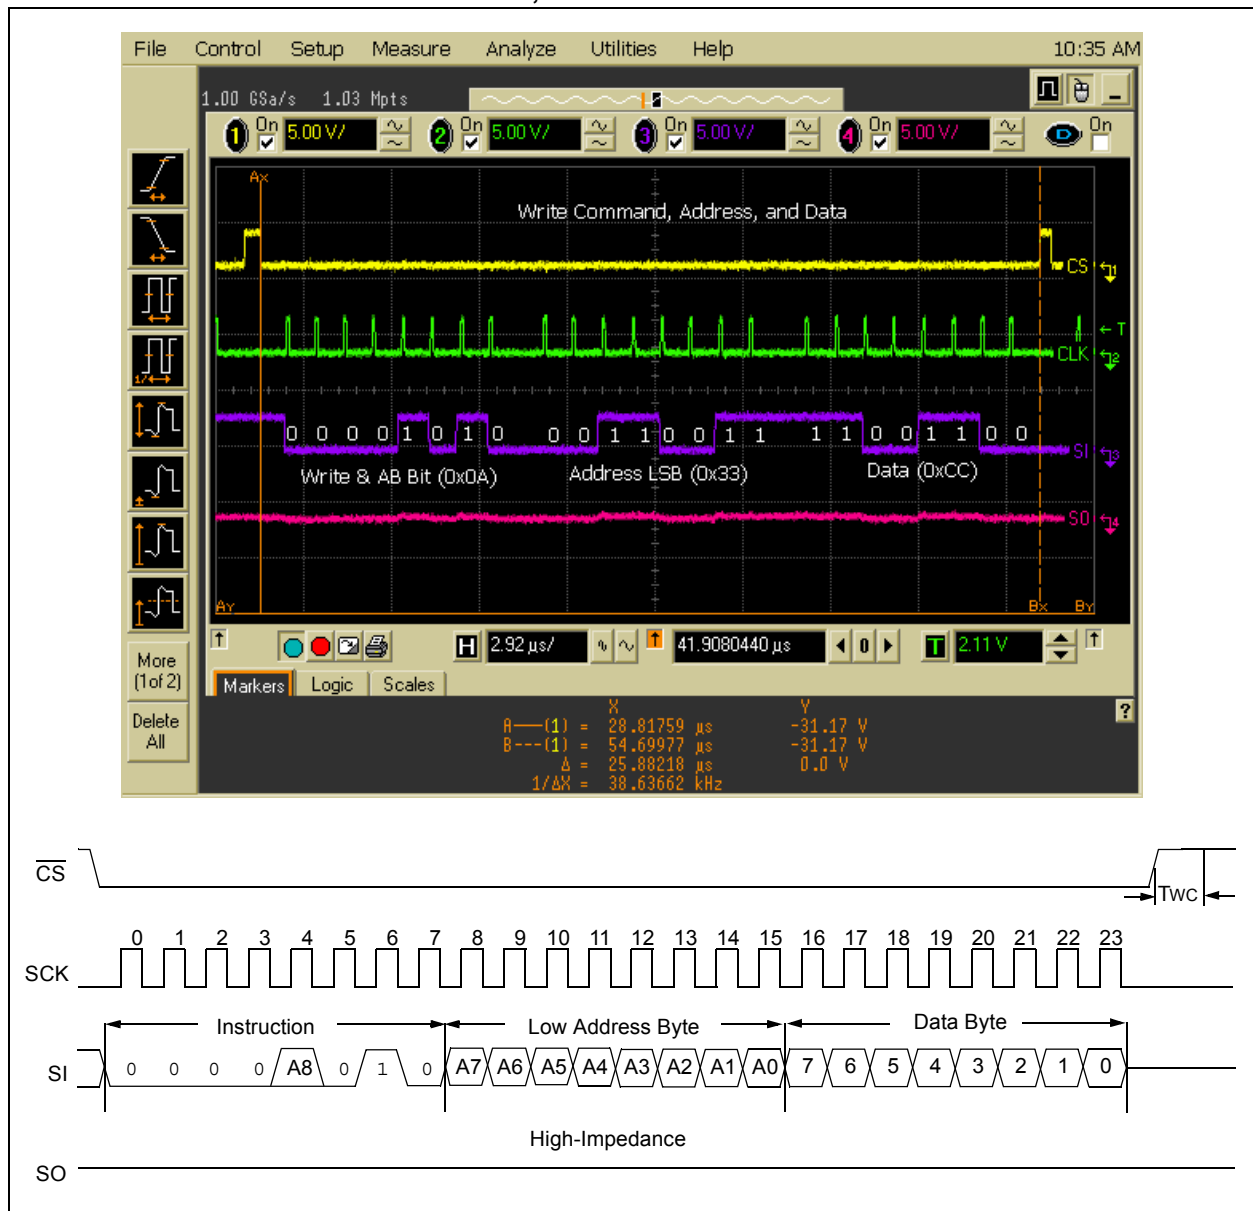 File Control Setup Measure Analyze Utilities Help 10:35 AM
1.00 GSa/s 1.03 Mpts
1 On 5.00 V/ 2 On 5.00 V/ 3 On 5.00 V/ 4 On 5.00 V/ D On
Ax
Write Command, Address, and Data
CS 1
T
CLK 2
0 0 0 0 1 0 1 0 0 0 1 1 0 0 1 1 1 1 0 0 1 1 0 0
SI 3
Write & AB Bit (0x0A) Address LSB (0x33) Data (0xCC)
SO 4
Ay Bx By
H 2.92 µs/ 41.9080440 µs 0 T 2.11 V
More
(1of 2)
Delete
All
Markers Logic Scales
?
X Y
A——(1) = 28.81759 µs -31.17 V
B---(1) = 54.69977 µs -31.17 V
Δ = 25.88218 µs 0.0 V
1/ΔX = 38.63662 kHz
CS
TWC
0 1 2 3 4 5 6 7 8 9 10 11 12 13 14 15 16 17 18 19 20 21 22 23
SCK
Instruction Low Address Byte Data Byte
SI 0 0 0 0 A8 0 1 0 A7 A6 A5 A4 A3 A2 A1 A0 7 6 5 4 3 2 1 0
High-Impedance
SO